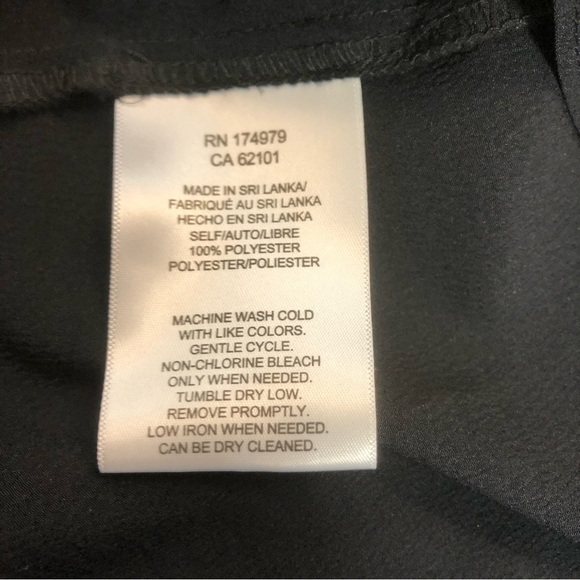 RN 174979
CA 62101
MADE IN SRI LANKA/
FABRIQUÉ AU SRI LANKA
HECHO EN SRI LANKA
SELF/AUTO/LIBRE
100% POLYESTER
POLYESTER/POLIESTER
MACHINE WASH COLD
WITH LIKE COLORS.
GENTLE CYCLE.
NON-CHLORINE BLEACH
ONLY WHEN NEEDED.
TUMBLE DRY LOW.
REMOVE PROMPTLY.
LOW IRON WHEN NEEDED.
CAN BE DRY CLEANED.